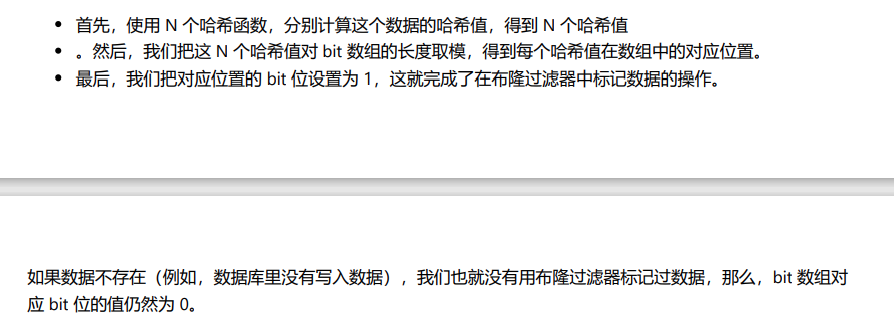 • 首先，使用 N 个哈希函数，分别计算这个数据的哈希值，得到 N 个哈希值
• 。然后，我们把这 N 个哈希值对 bit 数组的长度取模，得到每个哈希值在数组中的对应位置。
• 最后，我们把对应位置的 bit 位设置为 1，这就完成了在布隆过滤器中标记数据的操作。
如果数据不存在（例如，数据库里没有写入数据），我们也就没有用布隆过滤器标记过数据，那么，bit 数组对
应 bit 位的值仍然为 0。